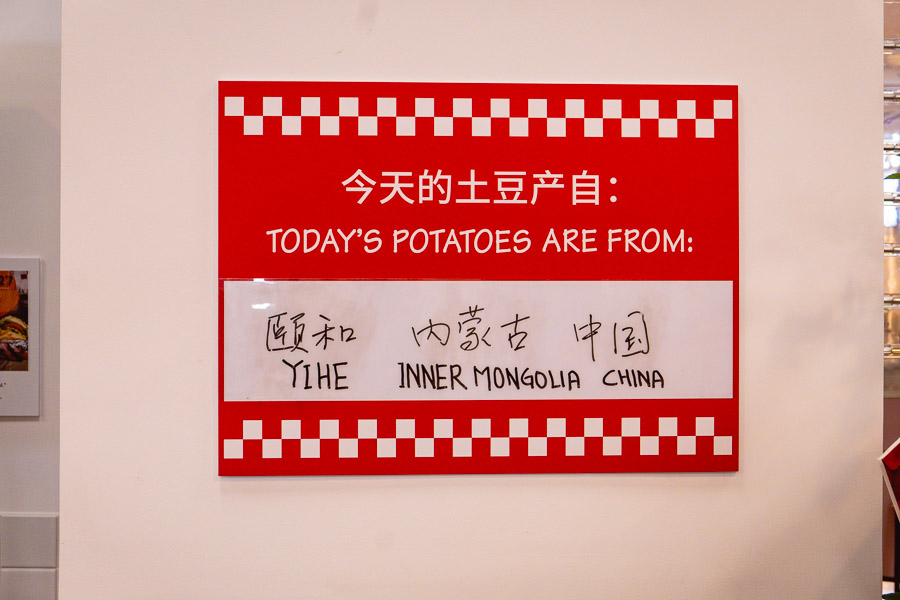 今天的土豆产自：
TODAY'S POTATOES ARE FROM:
颐和 内蒙古 中国
YIHE INNER MONGOLIA CHINA